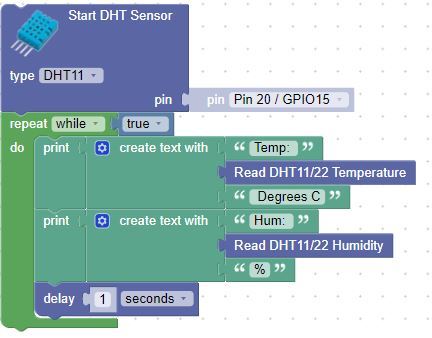 Start DHT Sensor
type DHT11
pin pin Pin 20 / GPIO15
repeat while true
do print create text with “ Temp: ”
Read DHT11/22 Temperature
“ Degrees C ”
print create text with “ Hum: ”
Read DHT11/22 Humidity
“ % ”
delay 1 seconds